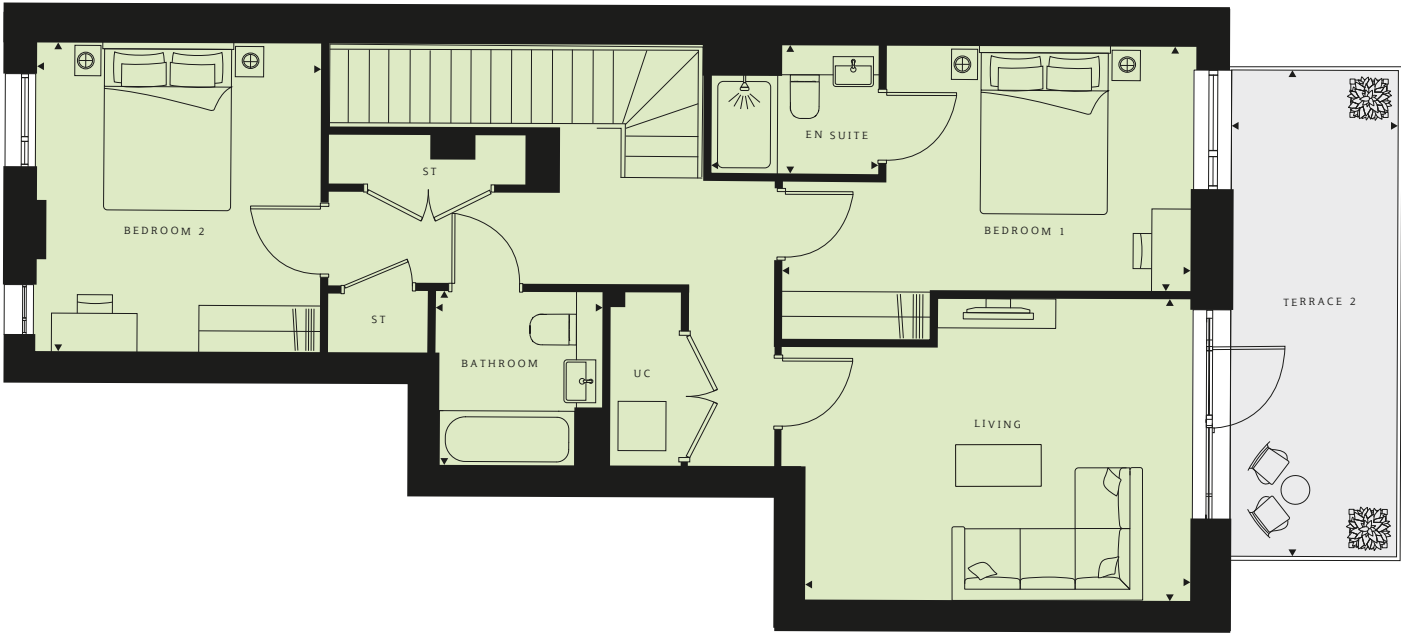 EN SUITE
ST
BEDROOM 2
BEDROOM 1
TERRACE 2
ST
BATHROOM
UC
LIVING